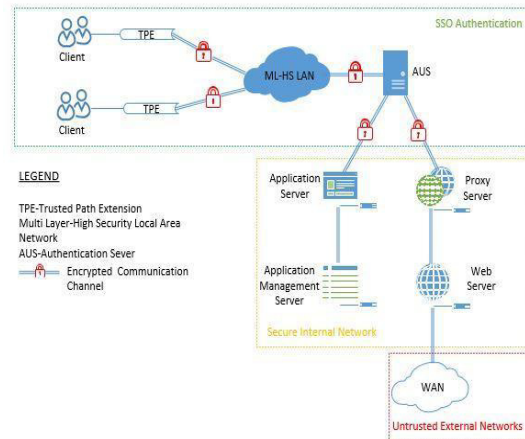 SSO Authentication
TPE
Client
ML-HS LAN
AUS
TPE
Client
LEGEND
TPE-Trusted Path Extension
Multi Layer-High Security Local Area
Network
AUS-Authentication Sever
Encrypted Communication
Channel
Application
Server
Proxy
Server
Application
Management
Server
Web
Server
Secure Internal Network
WAN
Untrusted External Networks